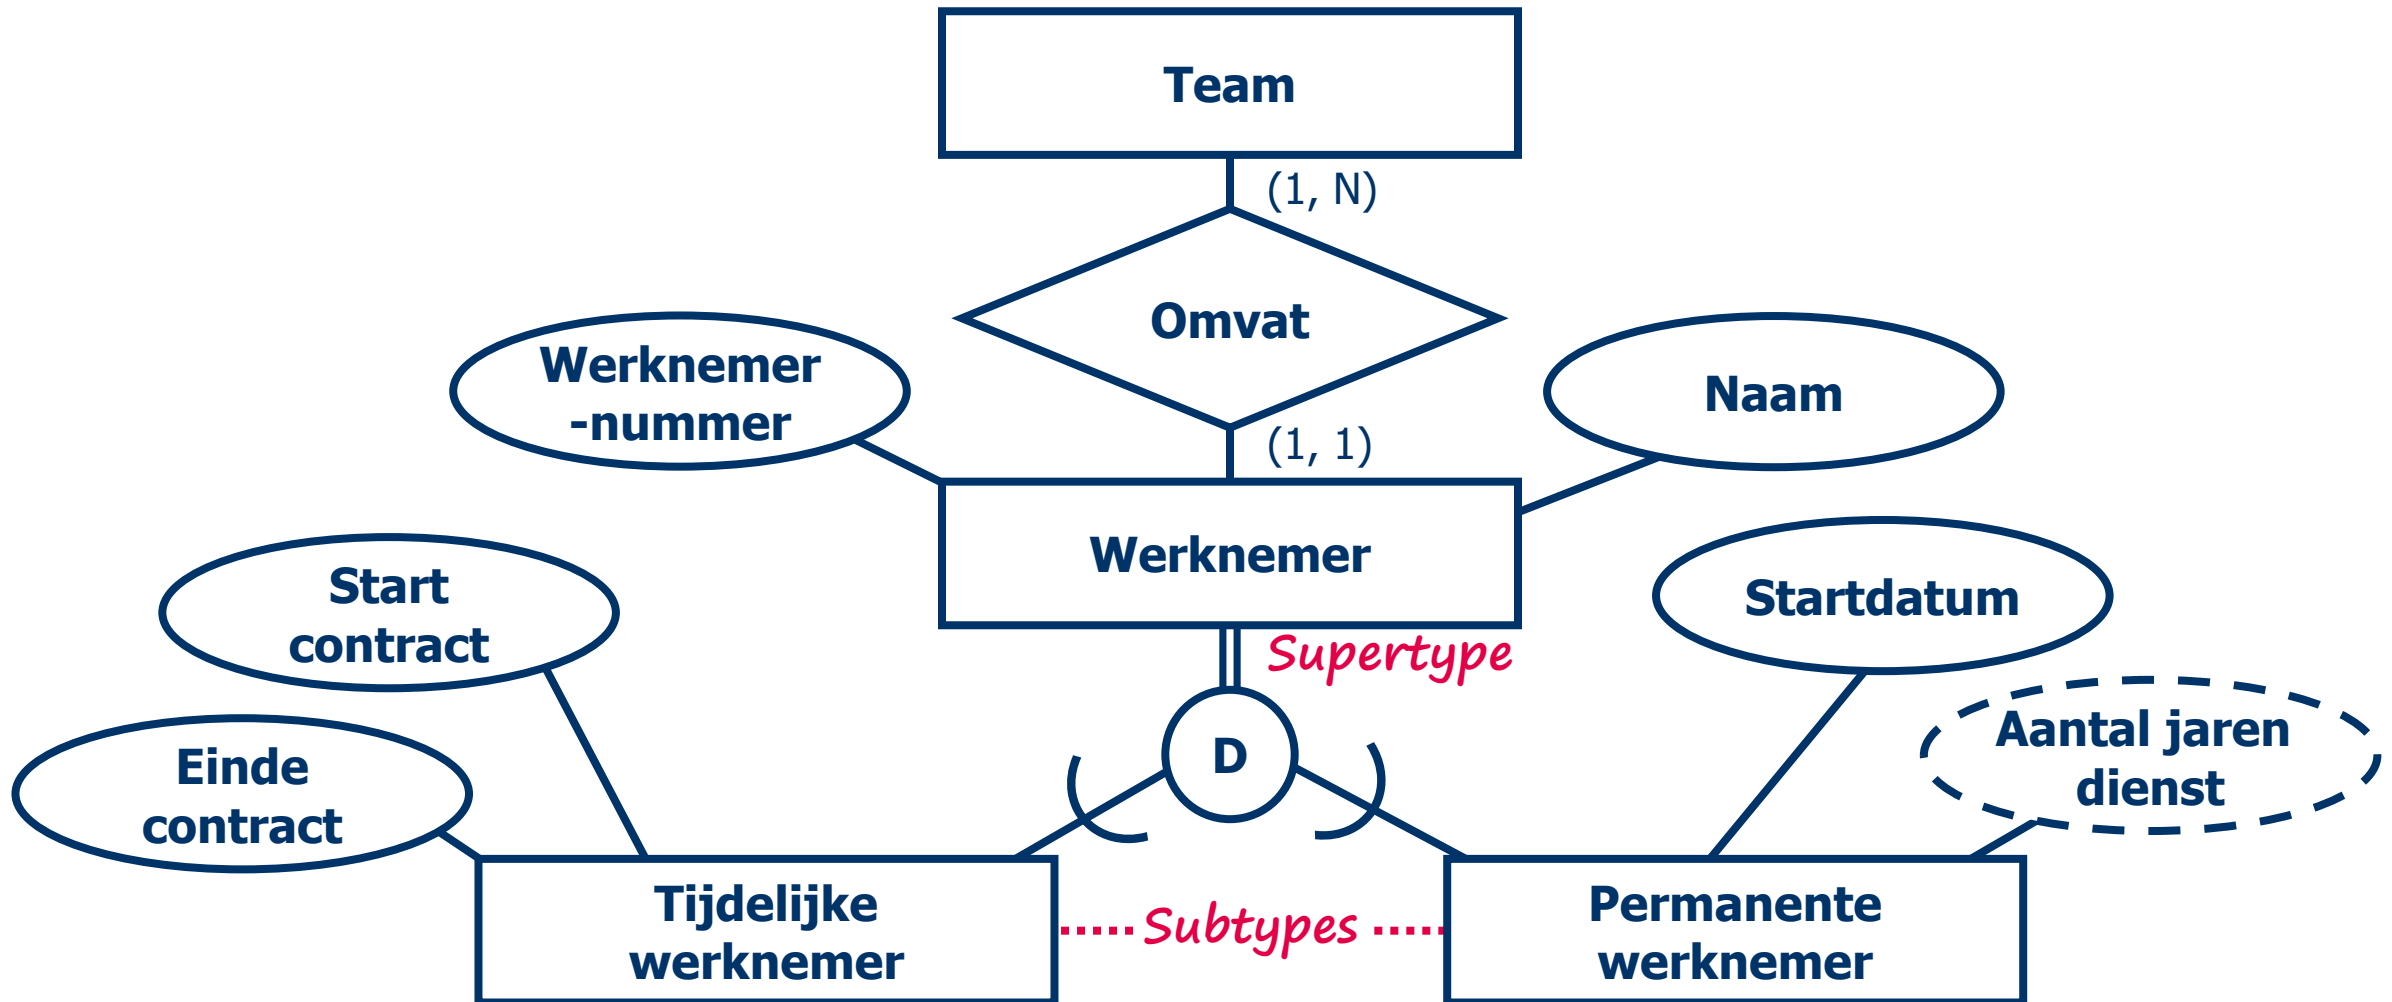 Team
(1, N)
Omvat
Werknemer
-nummer
Naam
(1, 1)
Werknemer
Start
contract
Startdatum
Supertype
Einde
contract
D
Aantal jaren
dienst
Tijdelijke
werknemer
Subtypes
Permanente
werknemer